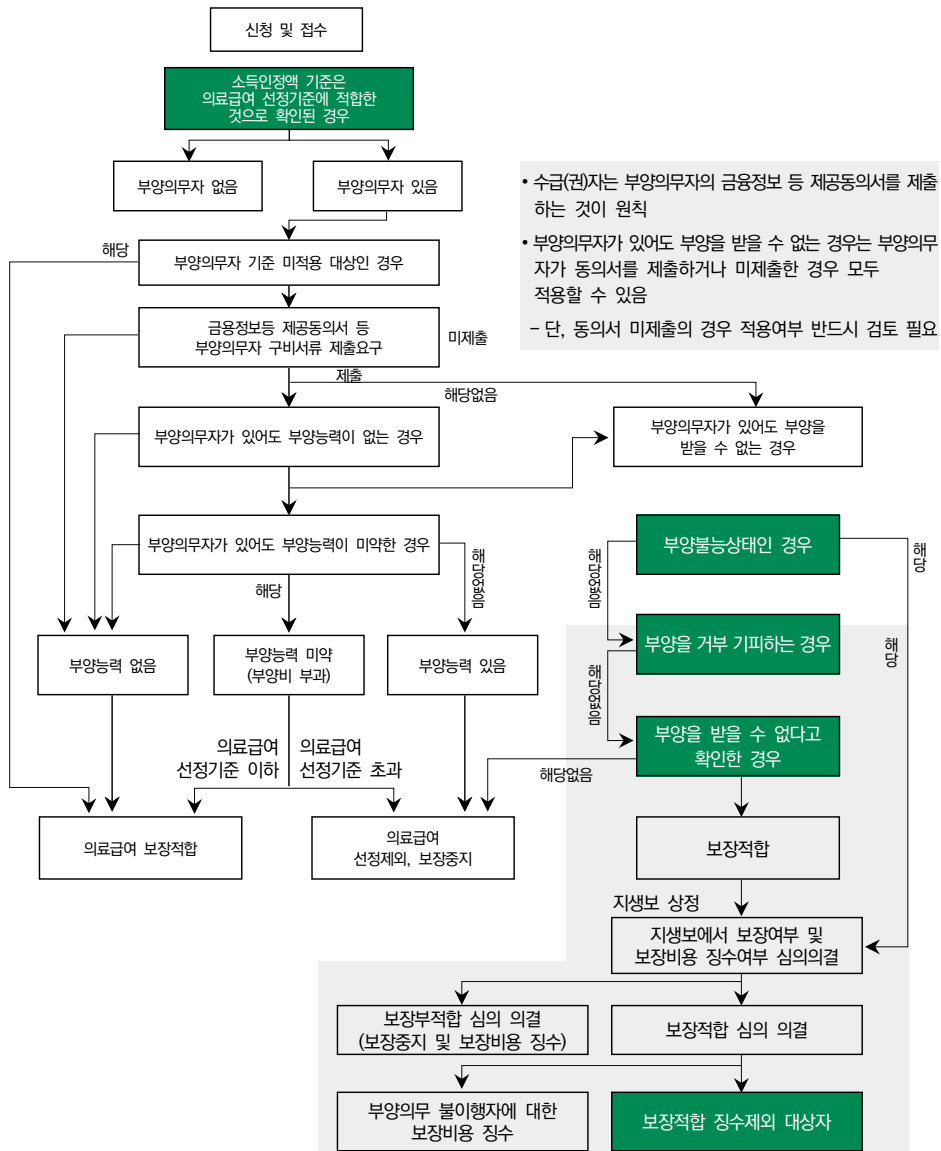 신청 및 접수
소득인정액 기준은
의료급여 선정기준에 적합한
것으로 확인된 경우
부양의무자 없음
부양의무자 있음
• 수급(권)자는 부양의무자의 금융정보 등 제공동의서를 제출
하는 것이 원칙
• 부양의무자가 있어도 부양을 받을 수 없는 경우는 부양의무
자가 동의서를 제출하거나 미제출한 경우 모두
적용할 수 있음
– 단, 동의서 미제출의 경우 적용여부 반드시 검토 필요
해당
부양의무자 기준 미적용 대상인 경우
금융정보등 제공동의서 등
부양의무자 구비서류 제출요구
미제출
제출
해당없음
부양의무자가 있어도 부양능력이 없는 경우
부양의무자가 있어도 부양을
받을 수 없는 경우
부양의무자가 있어도 부양능력이 미약한 경우
해당
해당없음
부양불능상태인 경우
해당없음
해당
부양을 거부 기피하는 경우
해당
해당없음
부양능력 없음
부양능력 미약
(부양비 부과)
부양능력 있음
부양을 받을 수 없다고
확인한 경우
해당없음
의료급여
선정기준 이하
의료급여
선정기준 초과
의료급여 보장적합
의료급여
선정제외, 보장중지
보장적합
지생보 상정
지생보에서 보장여부 및
보장비용 징수여부 심의의결
보장부적합 심의 의결
(보장중지 및 보장비용 징수)
보장적합 심의 의결
부양의무 불이행자에 대한
보장비용 징수
보장적합 징수제외 대상자